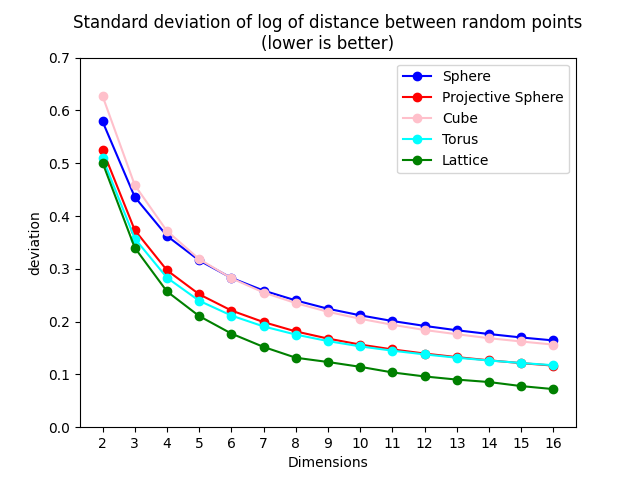 Standard deviation of log of distance between random points
(lower is better)
0.7
0.6
0.5
0.4
0.3
0.2
0.1
0.0
deviation
Sphere
Projective Sphere
Cube
Torus
Lattice
2 3 4 5 6 7 8 9 10 11 12 13 14 15 16
Dimensions